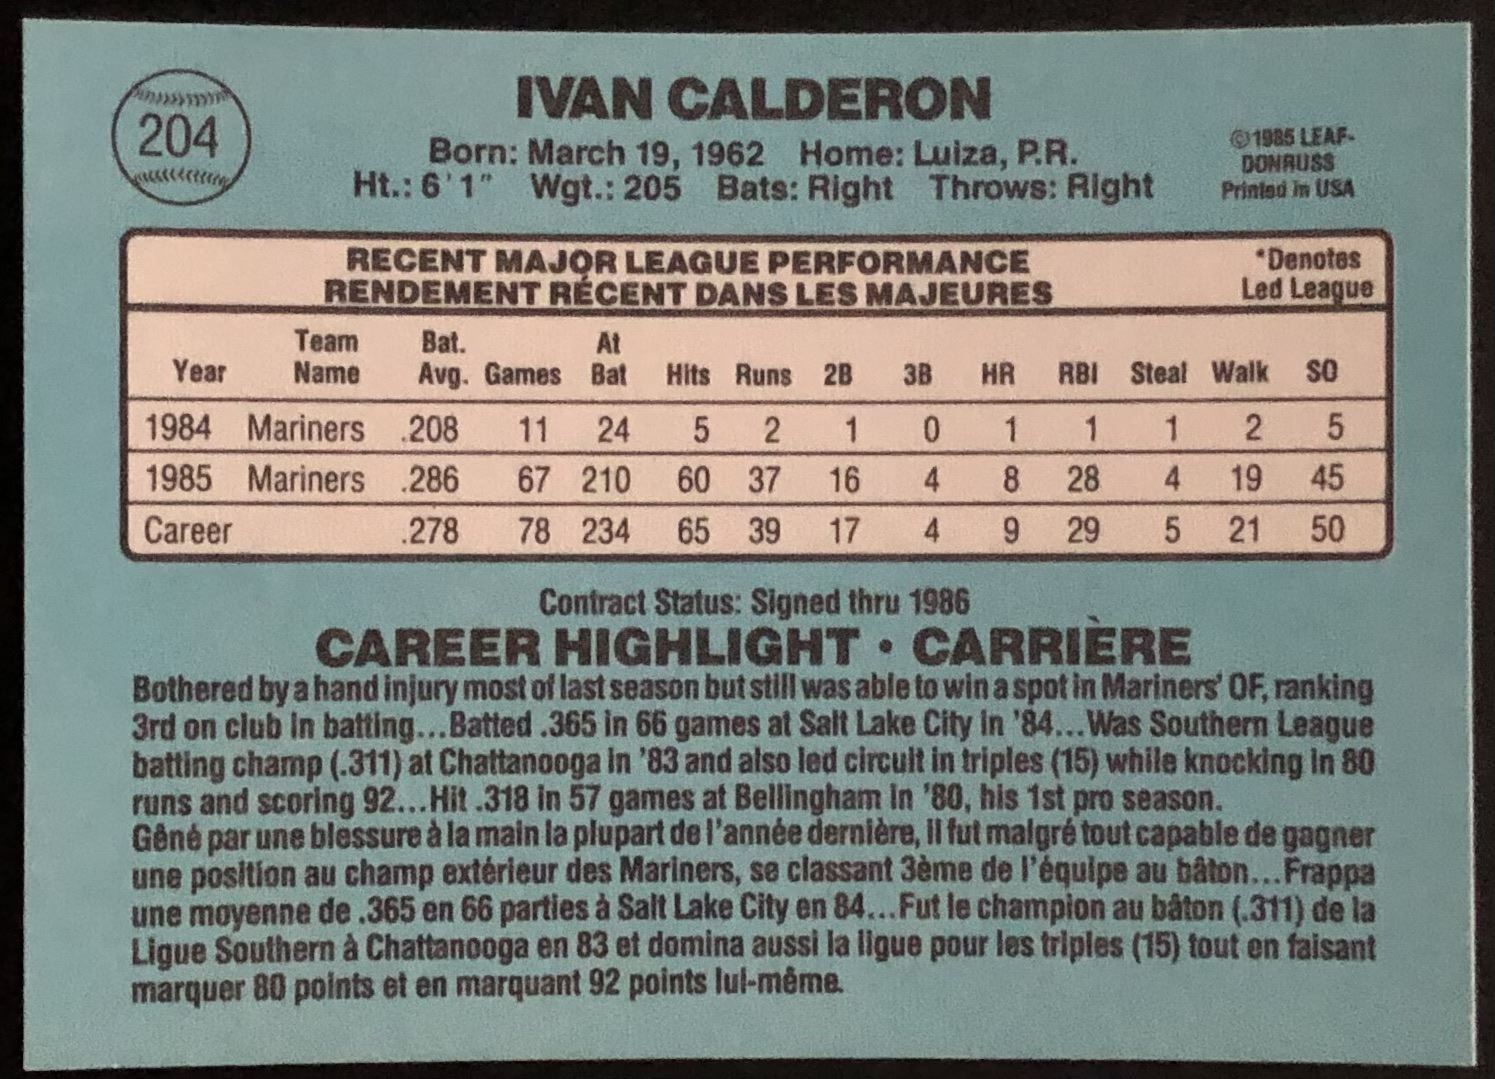 204
IVAN CALDERON
Born: March 19, 1962 Home: Luiza, P.R.
Ht.: 6'1" Wgt.: 205 Bats: Right Throws: Right
©1985 LEAF-
DONRUSS
Printed in USA
RECENT MAJOR LEAGUE PERFORMANCE
RENDEMENT RÉCENT DANS LES MAJEURES
*Denotes
Led League
Year Team Name Bat. Avg. Games At Bat Hits Runs 2B 3B HR RBI Steal Walk SO
1984 Mariners .208 11 24 5 2 1 0 1 1 1 2 5
1985 Mariners .286 67 210 60 37 16 4 8 28 4 19 45
Career .278 78 234 65 39 17 4 9 29 5 21 50
Contract Status: Signed thru 1986
CAREER HIGHLIGHT • CARRIÈRE
Bothered by a hand injury most of last season but still was able to win a spot in Mariners' OF, ranking
3rd on club in batting...Batted .365 in 66 games at Salt Lake City in '84...Was Southern League
batting champ (.311) at Chattanooga in '83 and also led circuit in triples (15) while knocking in 80
runs and scoring 92...Hit .318 in 57 games at Bellingham in '80, his 1st pro season.
Gêné par une blessure à la main la plupart de l'année dernière, il fut malgré tout capable de gagner
une position au champ extérieur des Mariners, se classant 3ème de l'équipe au bâton...Frappa
une moyenne de .365 en 66 parties à Salt Lake City en 84...Fut le champion au bâton (.311) de la
Ligue Southern à Chattanooga en 83 et domina aussi la ligue pour les triples (15) tout en faisant
marquer 80 points et en marquant 92 points lui-même.